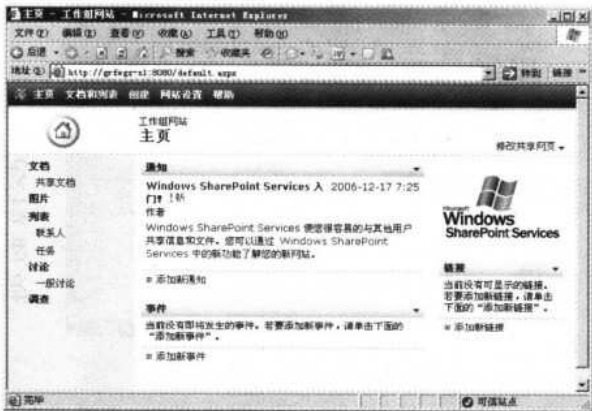 主页 - 工作组网站 - Microsoft Internet Explorer
文件(F) 编辑(E) 查看(V) 收藏(A) 工具(T) 帮助(H)
后退 搜索 收藏夹
地址(D) http://grfwgz-s1:8080/default.aspx 转到 链接
主页 文档和列表 创建 网站设置 帮助
工作组网站
主页
修改共享网页
文档
共享文档
图片
列表
联系人
任务
讨论
一般讨论
调查
通知
Windows SharePoint Services 入 2006-12-17 7:25
门! !新
作者
Windows SharePoint Services 使您很容易的与其他用户
共享信息和文件。您可以通过 Windows SharePoint
Services 中的新功能了解您的新网站。
添加新通知
事件
当前没有即将发生的事件。若要添加新事件，请单击下面的
“添加新事件”。
添加新事件
Microsoft
Windows
SharePoint Services
链接
当前没有可显示的链接。
若要添加新链接，请单击
下面的“添加新链接”。
添加新链接
完毕
可信站点